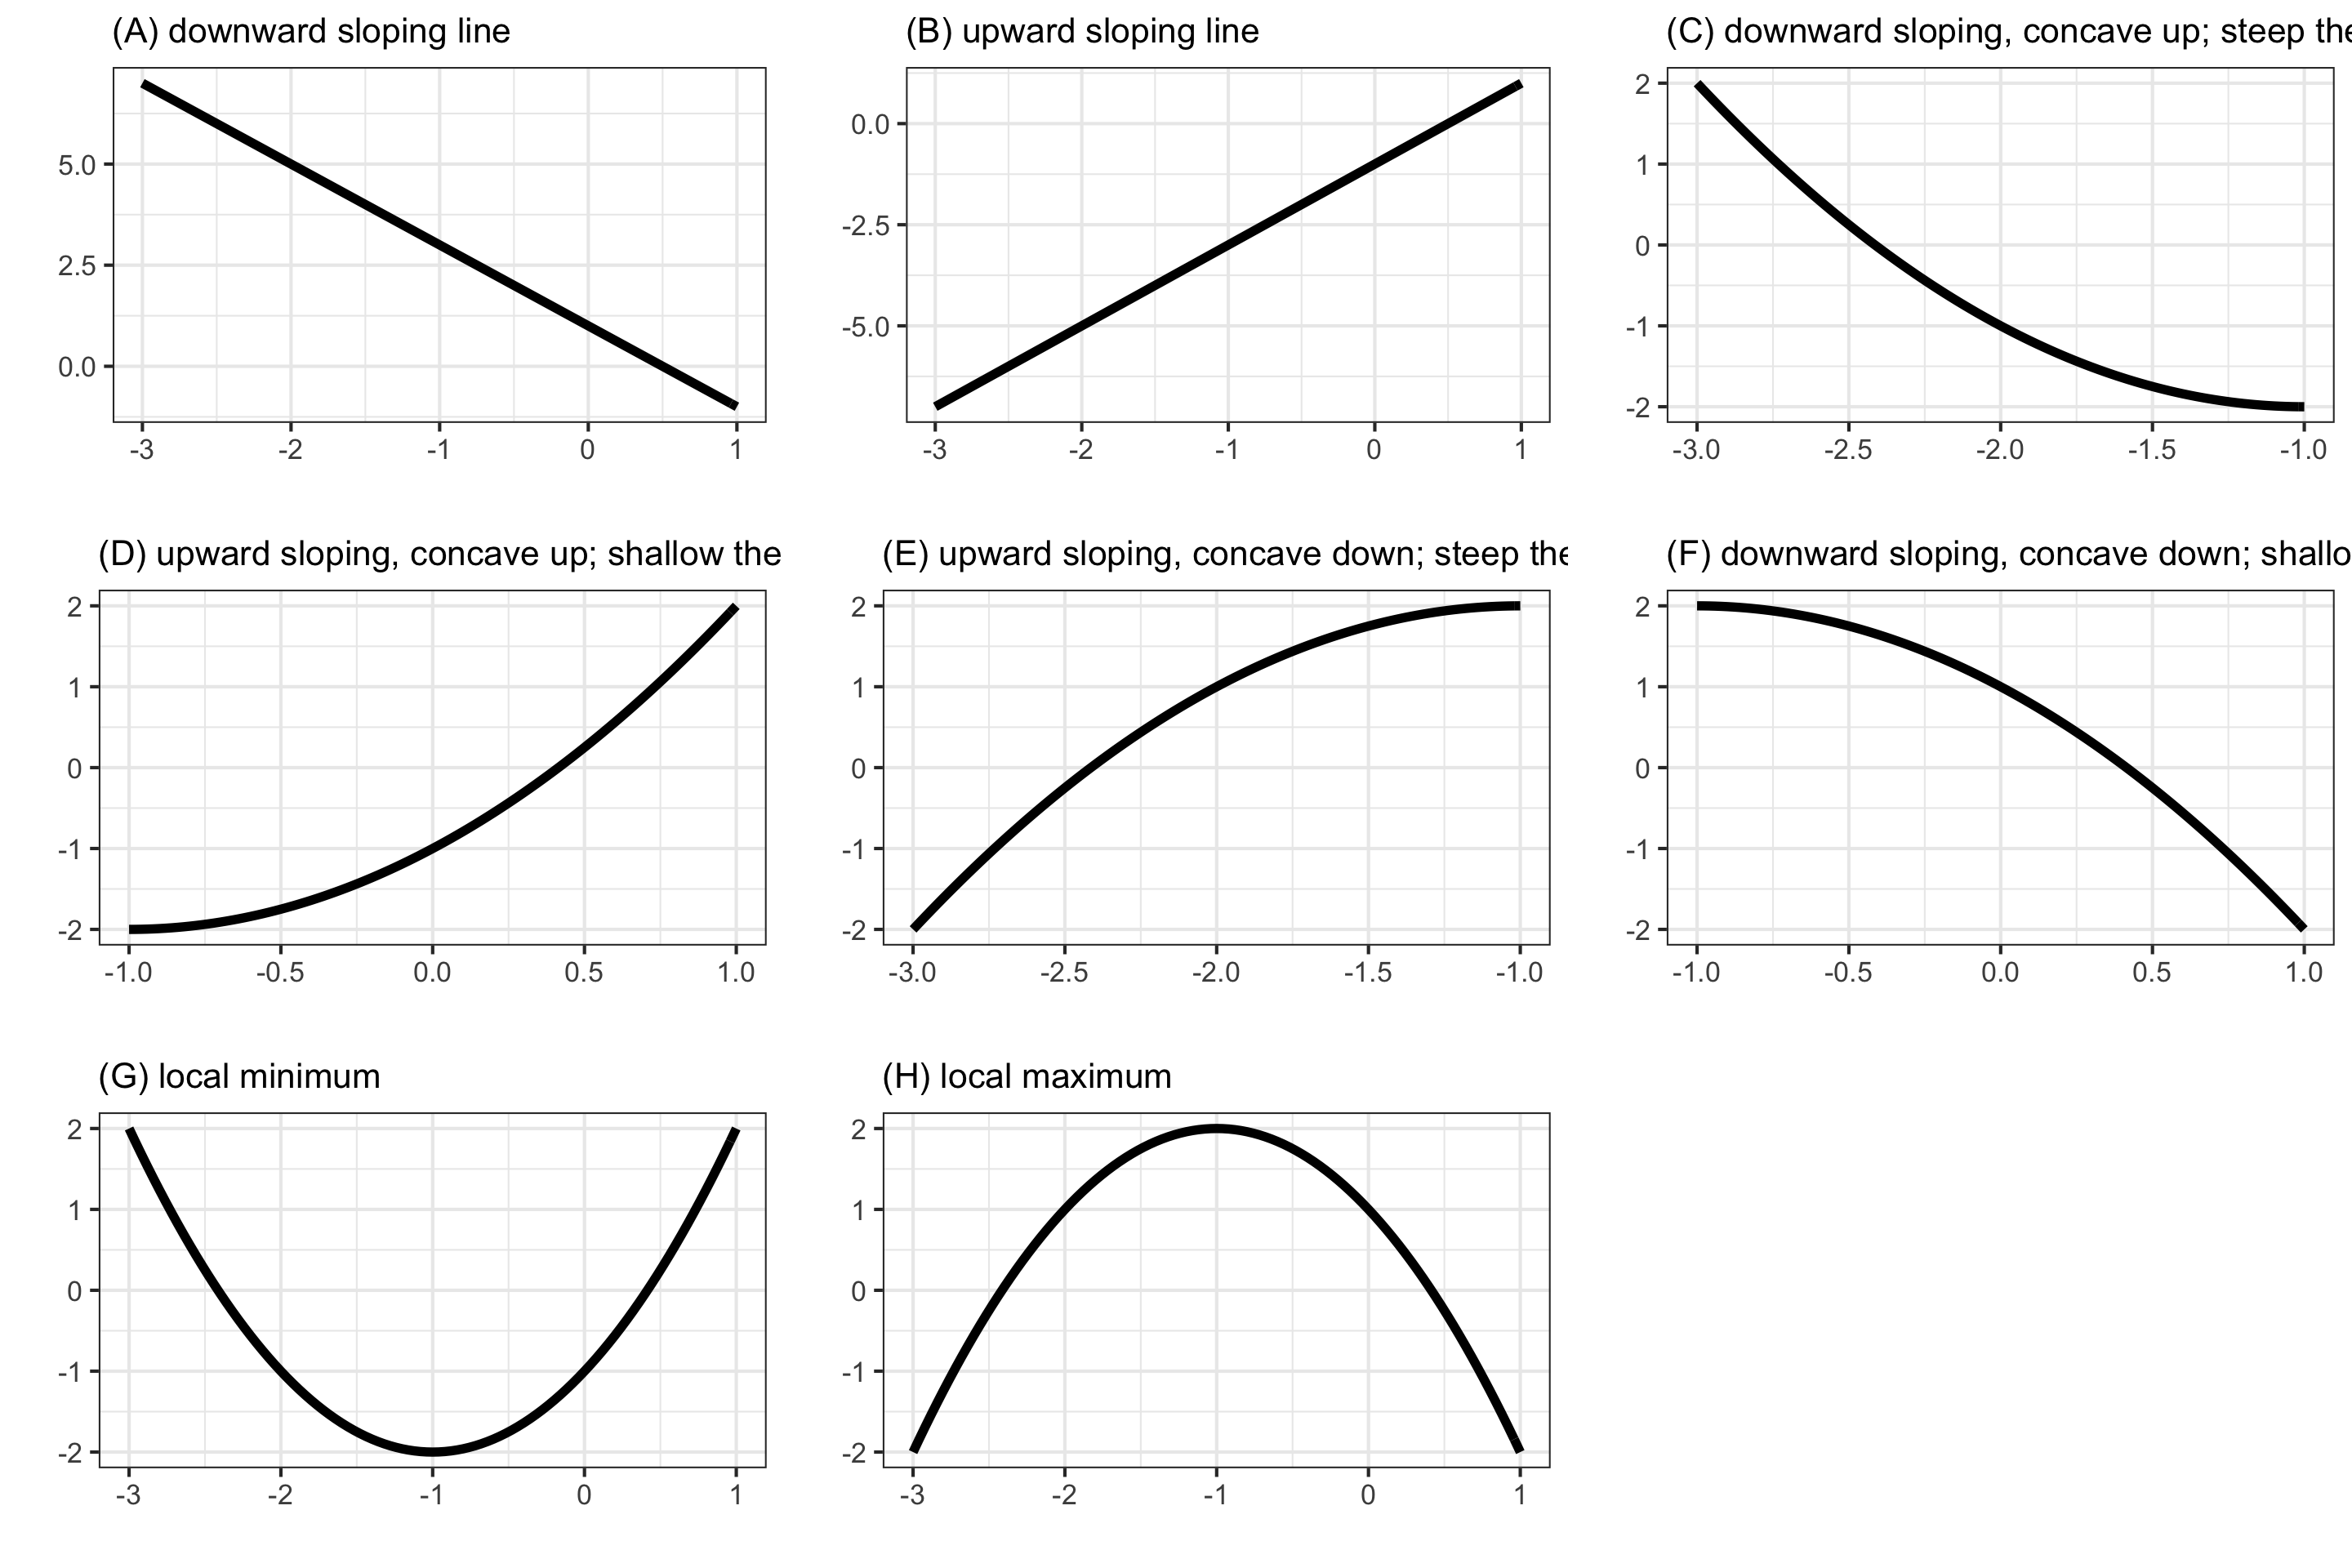 (A) downward sloping line
5.0
2.5
0.0
-3 -2 -1 0 1
(B) upward sloping line
0.0
-2.5
-5.0
-3 -2 -1 0 1
(C) downward sloping, concave up; steep the
2
1
0
-1
-2
-3.0 -2.5 -2.0 -1.5 -1.0
(D) upward sloping, concave up; shallow the
2
1
0
-1
-2
-1.0 -0.5 0.0 0.5 1.0
(E) upward sloping, concave down; steep the
2
1
0
-1
-2
-3.0 -2.5 -2.0 -1.5 -1.0
(F) downward sloping, concave down; shallo
2
1
0
-1
-2
-1.0 -0.5 0.0 0.5 1.0
(G) local minimum
2
1
0
-1
-2
-3 -2 -1 0 1
(H) local maximum
2
1
0
-1
-2
-3 -2 -1 0 1